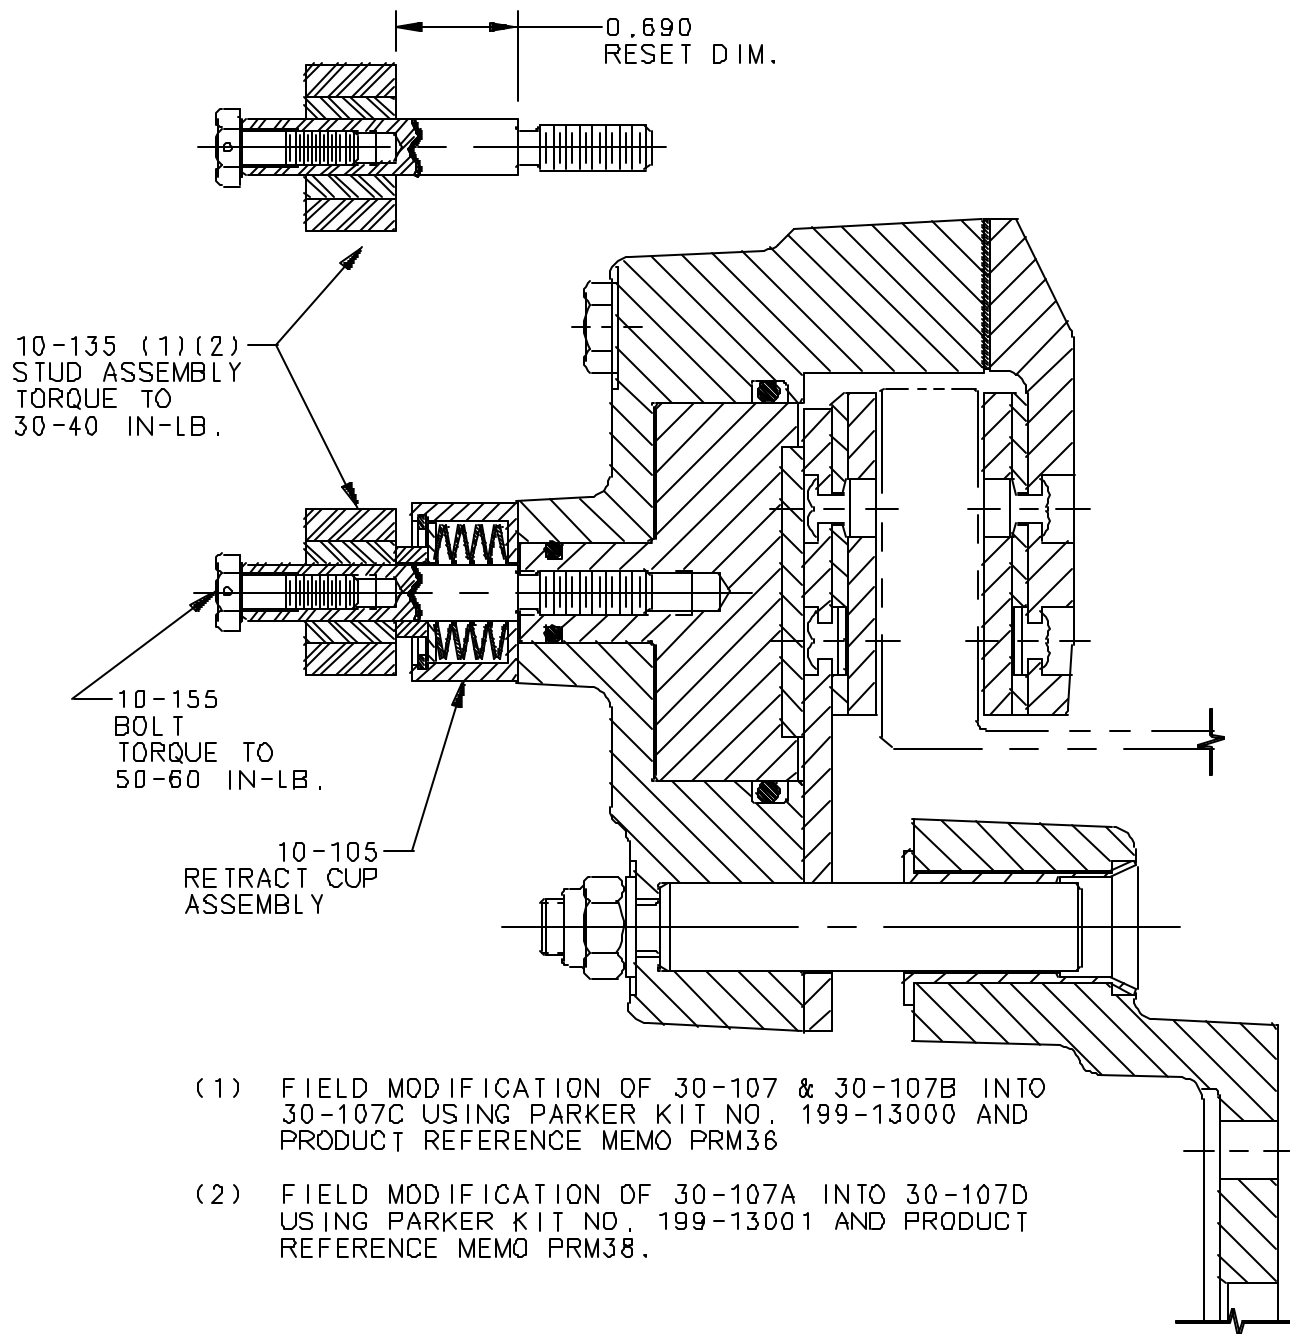 0.690
RESET DIM.
10-135 (1)(2)
STUD ASSEMBLY
TORQUE TO
30-40 IN-LB.
10-155
BOLT
TORQUE TO
50-60 IN-LB.
10-105
RETRACT CUP
ASSEMBLY
(1) FIELD MODIFICATION OF 30-107 & 30-107B INTO
30-107C USING PARKER KIT NO. 199-13000 AND
PRODUCT REFERENCE MEMO PRM36
(2) FIELD MODIFICATION OF 30-107A INTO 30-107D
USING PARKER KIT NO. 199-13001 AND PRODUCT
REFERENCE MEMO PRM38.